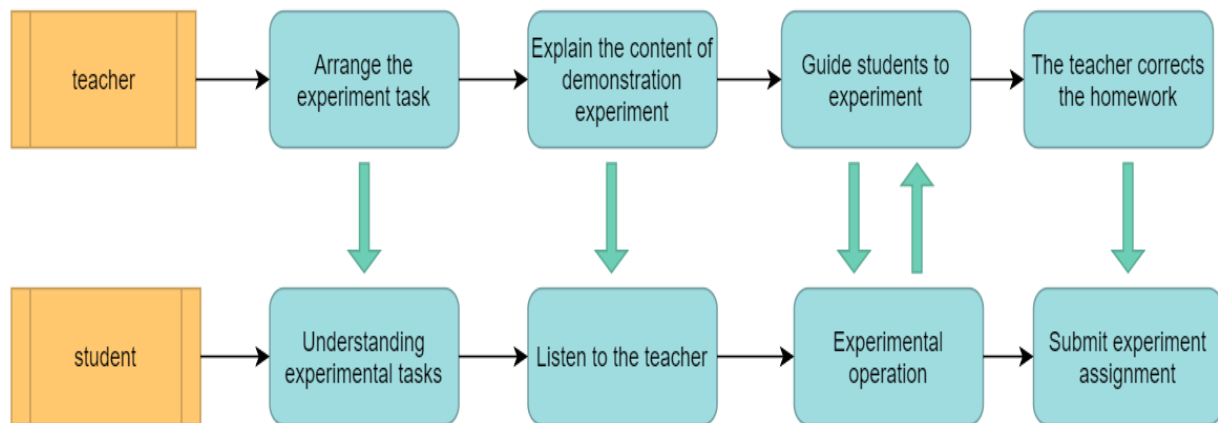 teacher
Arrange the
experiment task
Explain the content of
demonstration
experiment
Guide students to
experiment
The teacher corrects
the homework
student
Understanding
experimental tasks
Listen to the teacher
Experimental
operation
Submit experiment
assignment